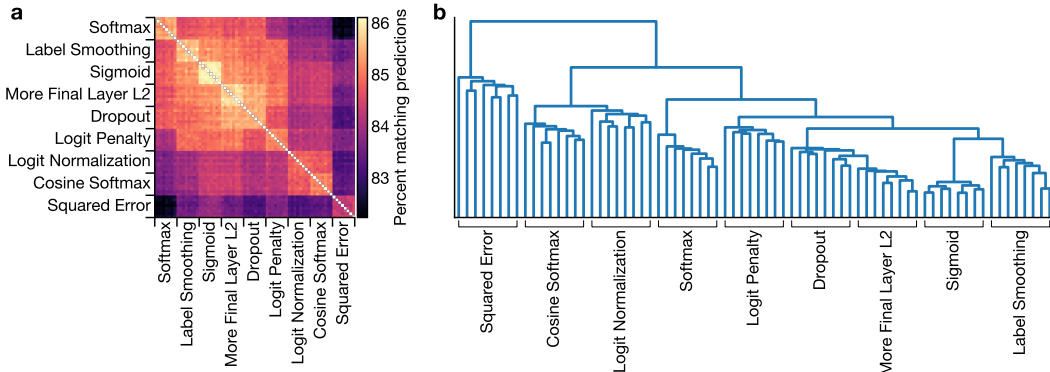 a
Softmax
Label Smoothing
Sigmoid
More Final Layer L2
Dropout
Logit Penalty
Logit Normalization
Cosine Softmax
Squared Error
Softmax
Label Smoothing
Sigmoid
More Final Layer L2
Dropout
Logit Penalty
Logit Normalization
Cosine Softmax
Squared Error
86
85
84
83
Percent matching predictions
b
Squared Error
Cosine Softmax
Logit Normalization
Softmax
Logit Penalty
Dropout
More Final Layer L2
Sigmoid
Label Smoothing